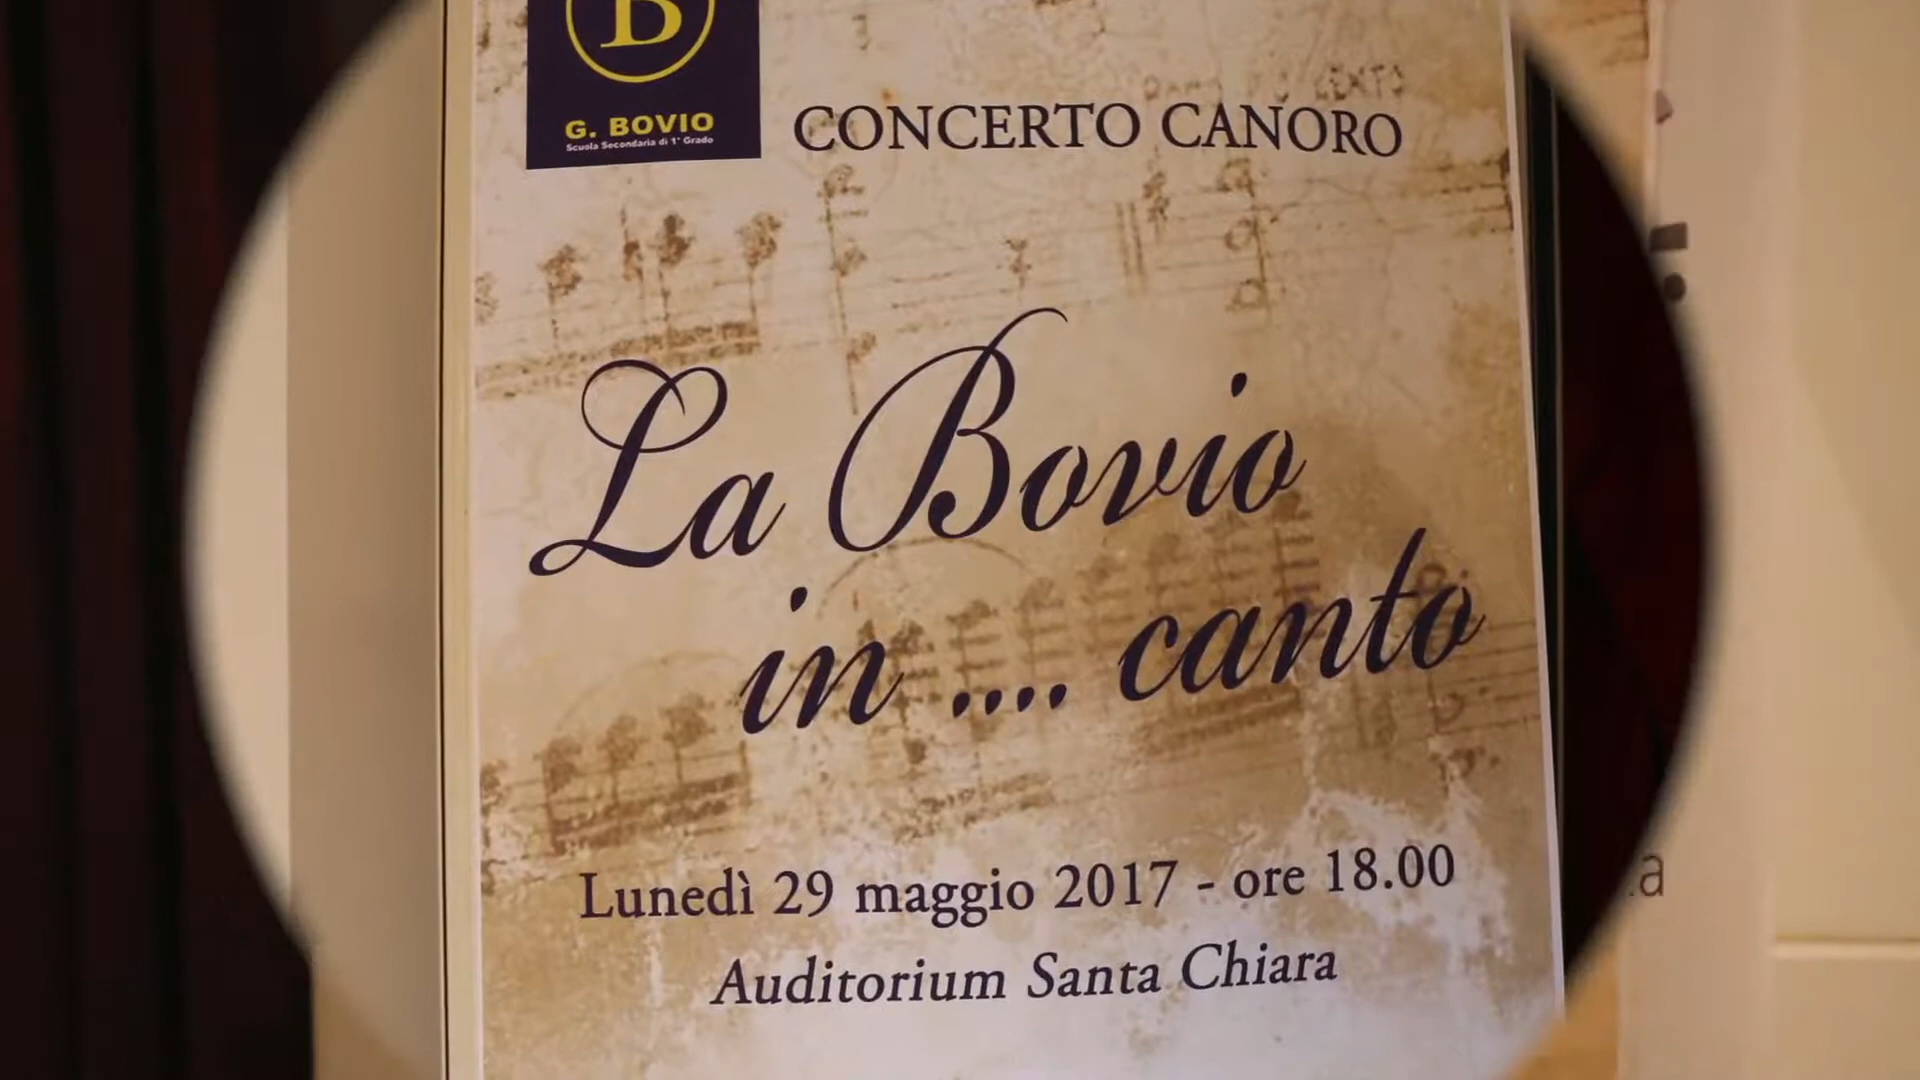 B
G. BOVIO
Scuola Secondaria di 1° Grado
CONCERTO CANORO
La Bovio
in .... canto
Lunedì 29 maggio 2017 - ore 18.00
Auditorium Santa Chiara